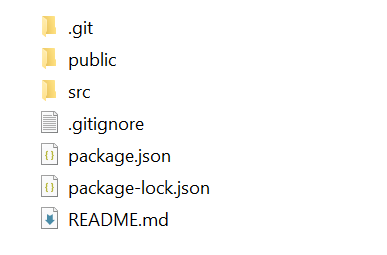 .git
public
src
.gitignore
package.json
package-lock.json
README.md